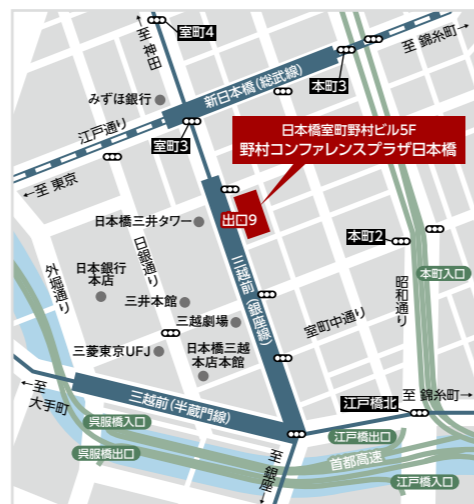 ←至 神田
室町4
至 錦糸町→
新日本橋(総武線)
本町3
みずほ銀行
江戸通り
室町3
日本橋室町野村ビル5F
野村コンファレンスプラザ日本橋
←至 東京
出口9
日本橋三井タワー
本町2
外堀通り
日銀通り
日本銀行
本店
三越前(銀座線)
本町入口
昭和通り
三井本館
三越劇場
室町中通り
三菱東京UFJ
日本橋三越
本店本館
←至
大手町
三越前(半蔵門線)
至 錦糸町→
江戸橋北
呉服橋入口
呉服橋出口
江戸橋出口
首都高速
江戸橋入口
至 銀座→